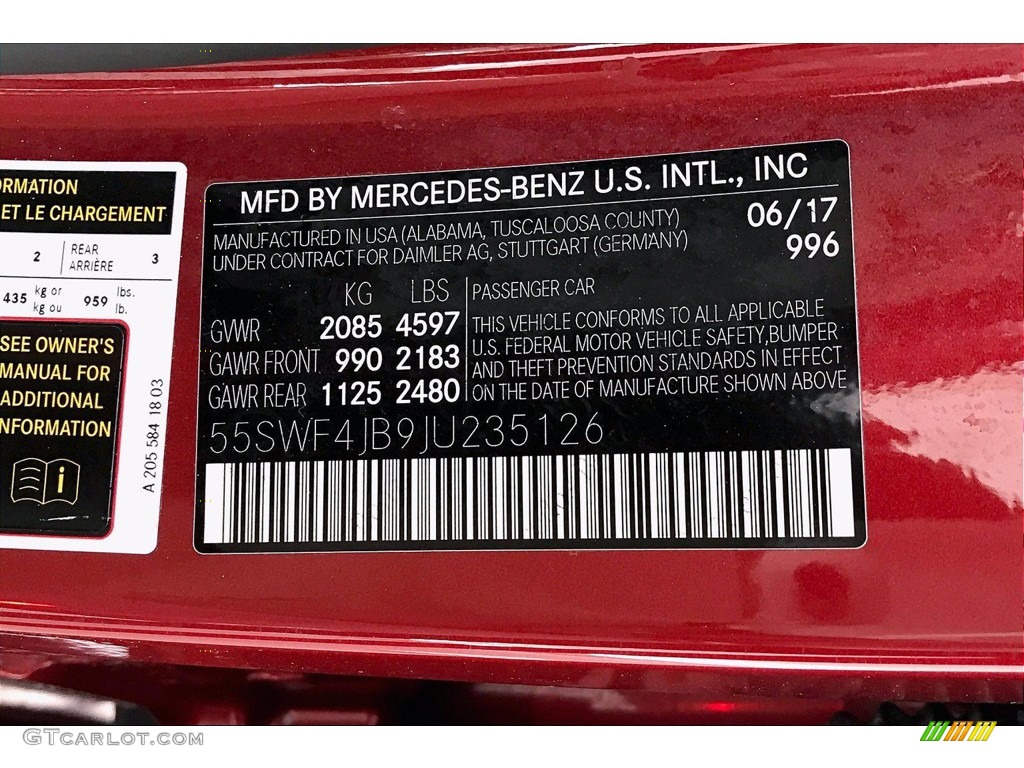 ORMATION
ET LE CHARGEMENT
2 REAR ARRIÈRE 3
435 kg or kg ou 959 lbs. lb.
SEE OWNER'S
MANUAL FOR
ADDITIONAL
NFORMATION
i
A 205 584 18 03
MFD BY MERCEDES-BENZ U.S. INTL., INC
MANUFACTURED IN USA (ALABAMA, TUSCALOOSA COUNTY)
UNDER CONTRACT FOR DAIMLER AG, STUTTGART (GERMANY)
06/17
996
KG LBS
GVWR 2085 4597
GAWR FRONT 990 2183
GAWR REAR 1125 2480
PASSENGER CAR
THIS VEHICLE CONFORMS TO ALL APPLICABLE
U.S. FEDERAL MOTOR VEHICLE SAFETY, BUMPER
AND THEFT PREVENTION STANDARDS IN EFFECT
ON THE DATE OF MANUFACTURE SHOWN ABOVE
55SWF4JB9JU235126
GTCarLot.com